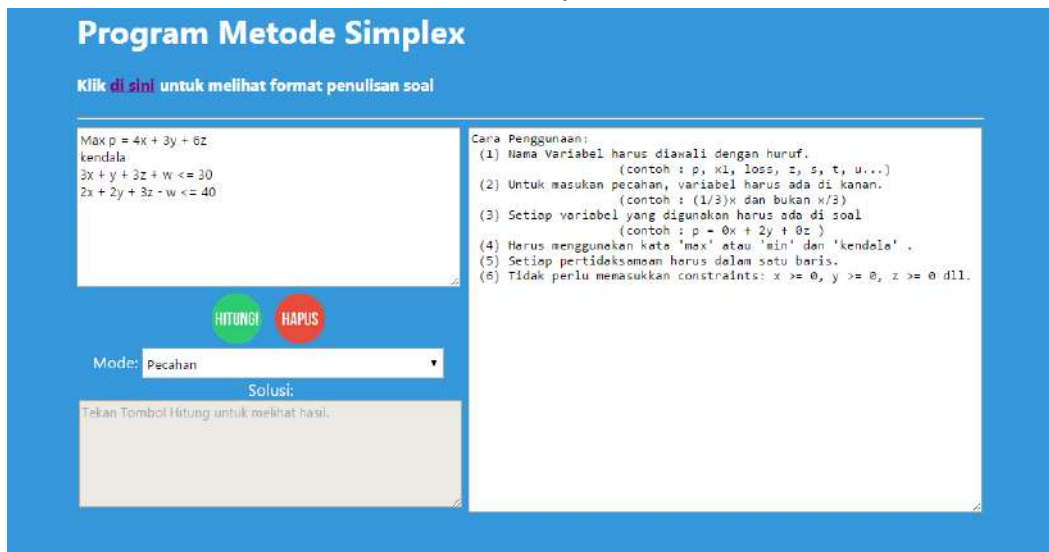 Program Metode Simplex
Klik di sini untuk melihat format penulisan soal
Max p = 4x + 3y + 6z
kendala
3x + y + 3z + w <= 30
2x + 2y + 3z - w <= 40
HITUNG! HAPUS
Mode: Pecahan
Solusi:
Tekan Tombol Hitung untuk melihat hasil.
Cara Penggunaan:
(1) Nama Variabel harus diawali dengan huruf.
(contoh : p, x1, loss, z, s, t, u...)
(2) Untuk masukan pecahan, variabel harus ada di kanan.
(contoh : (1/3)x dan bukan x/3)
(3) Setiap variabel yang digunakan harus ada di soal
(contoh : p = 0x + 2y + 0z )
(4) Harus menggunakan kata 'max' atau 'min' dan 'kendala' .
(5) Setiap pertidaksamaan harus dalam satu baris.
(6) Tidak perlu memasukkan constraints: x >= 0, y >= 0, z >= 0 dll.